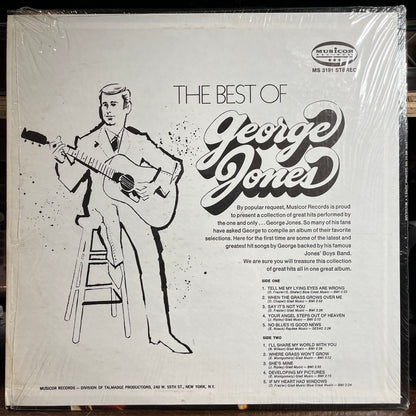 MUSICOR
MS 3191 STEREO
THE BEST OF
George
Jones
By popular request, Musicor Records is proud
to present a collection of great hits performed by
the one and only . . . George Jones. So many of his fans
have asked George to compile an album of their favorite
selections. Here for the first time are some of the latest and
greatest hit songs by George backed by his famous
Jones' Boys Band.
We are sure you will treasure this collection
of great hits all in one great album.
SIDE ONE
1. TELL ME MY LYING EYES ARE WRONG
2. WHEN THE GRASS GROWS OVER ME
3. SAY IT'S NOT YOU
4. YOUR ANGEL STEPS OUT OF HEAVEN
5. NO BLUES IS GOOD NEWS
SIDE TWO
1. I'LL SHARE MY WORLD WITH YOU
2. WHERE GRASS WON'T GROW
3. SHE'S MINE
4. DEVELOPING MY PICTURES
5. IF MY HEART HAD WINDOWS
MUSICOR RECORDS — DIVISION OF TALMADGE PRODUCTIONS, 240 W. 55TH ST., NEW YORK, N.Y.